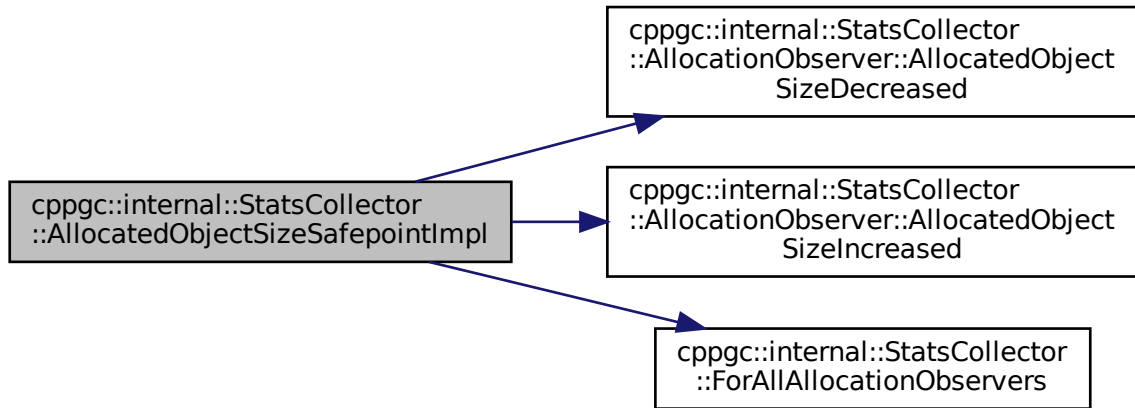 cppgc::internal::StatsCollector
::AllocationObserver::AllocatedObject
SizeDecreased
cppgc::internal::StatsCollector
::AllocatedObjectSizeSafepointImpl
cppgc::internal::StatsCollector
::AllocationObserver::AllocatedObject
SizeIncreased
cppgc::internal::StatsCollector
::ForAllAllocationObservers